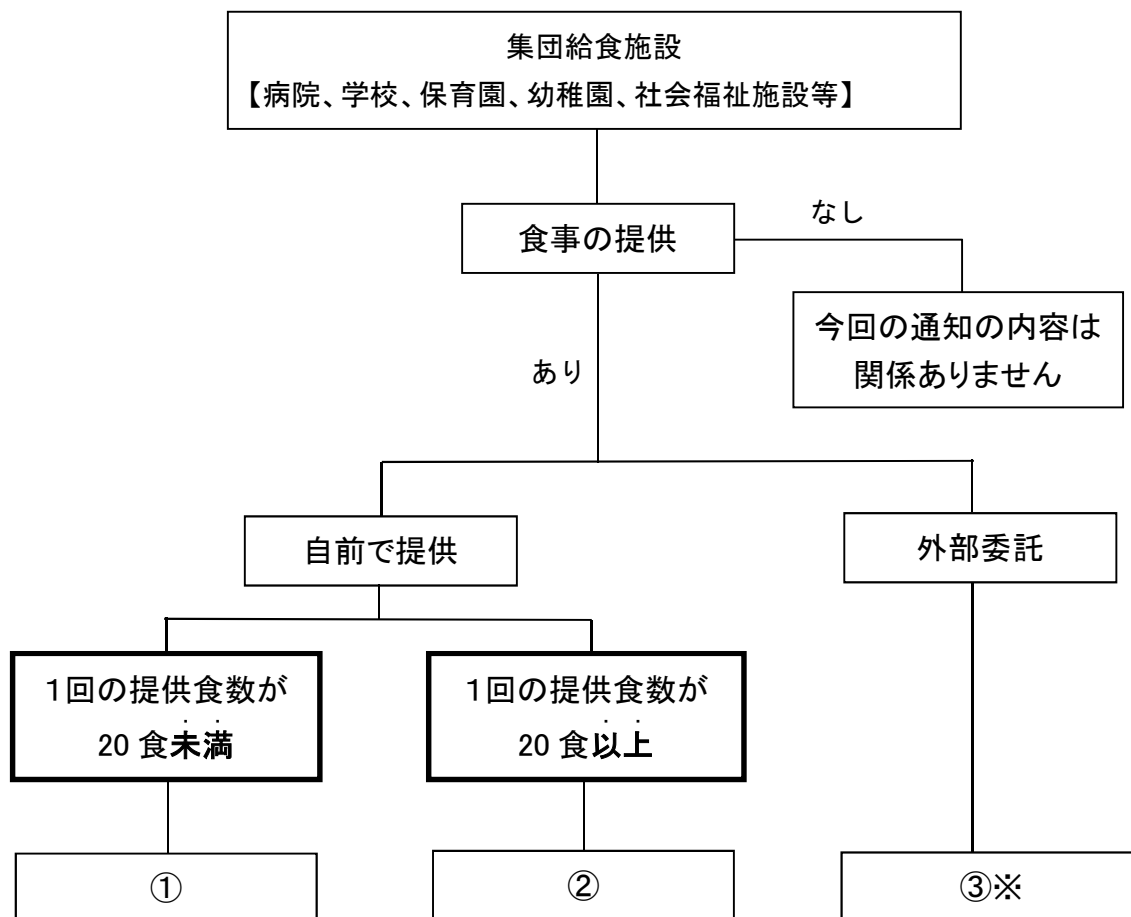 集団給食施設
【病院、学校、保育園、幼稚園、社会福祉施設等】
食事の提供
なし
今回の通知の内容は
関係ありません
あり
自前で提供
外部委託
1回の提供食数が
20 食未満
1回の提供食数が
20 食以上
①
②
③※